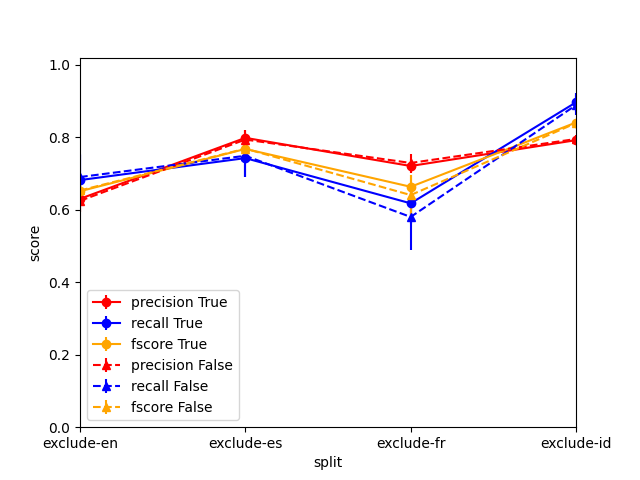 1.0
0.8
0.6
0.4
0.2
0.0
score
precision True
recall True
fscore True
precision False
recall False
fscore False
exclude-en exclude-es exclude-fr exclude-id
split